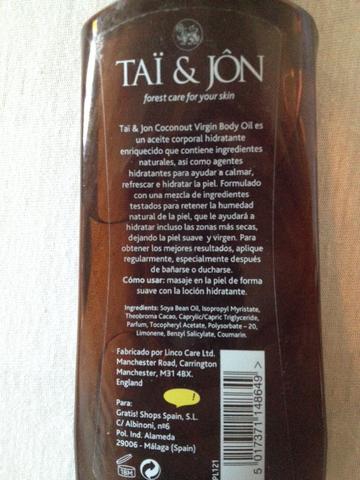 TAÏ & JÔN
forest care for your skin
Taï & Jon Coconout Virgin Body Oil es
un aceite corporal hidratante
enriquecido que contiene ingredientes
naturales, así como agentes
hidratantes para ayudar a calmar,
refrescar e hidratar la piel. Formulado
con una mezcla de ingredientes
testados para retener la humedad
natural de la piel, que le ayudará a
hidratar incluso las zonas más secas,
dejando la piel suave y virgen. Para
obtener los mejores resultados, aplique
regularmente, especialmente después
de bañarse o ducharse.
Cómo usar: masaje en la piel de forma
suave con la loción hidratante.
Ingredients: Soya Bean Oil, Isopropyl Myristate,
Theobroma Cacao, Caprylic/Capric Triglyceride,
Parfum, Tocopheryl Acetate, Polysorbate – 20,
Limonene, Benzyl Salicylate, Coumarin.
Fabricado por Linco Care Ltd.
Manchester Road, Carrington
Manchester, M31 4BX.
England
Para:
Gratis! Shops Spain, S.L.
C/ Albinoni, nº6
Pol. Ind. Alameda
29006 - Málaga (Spain)
18M
PL121
5 017371 148649 >